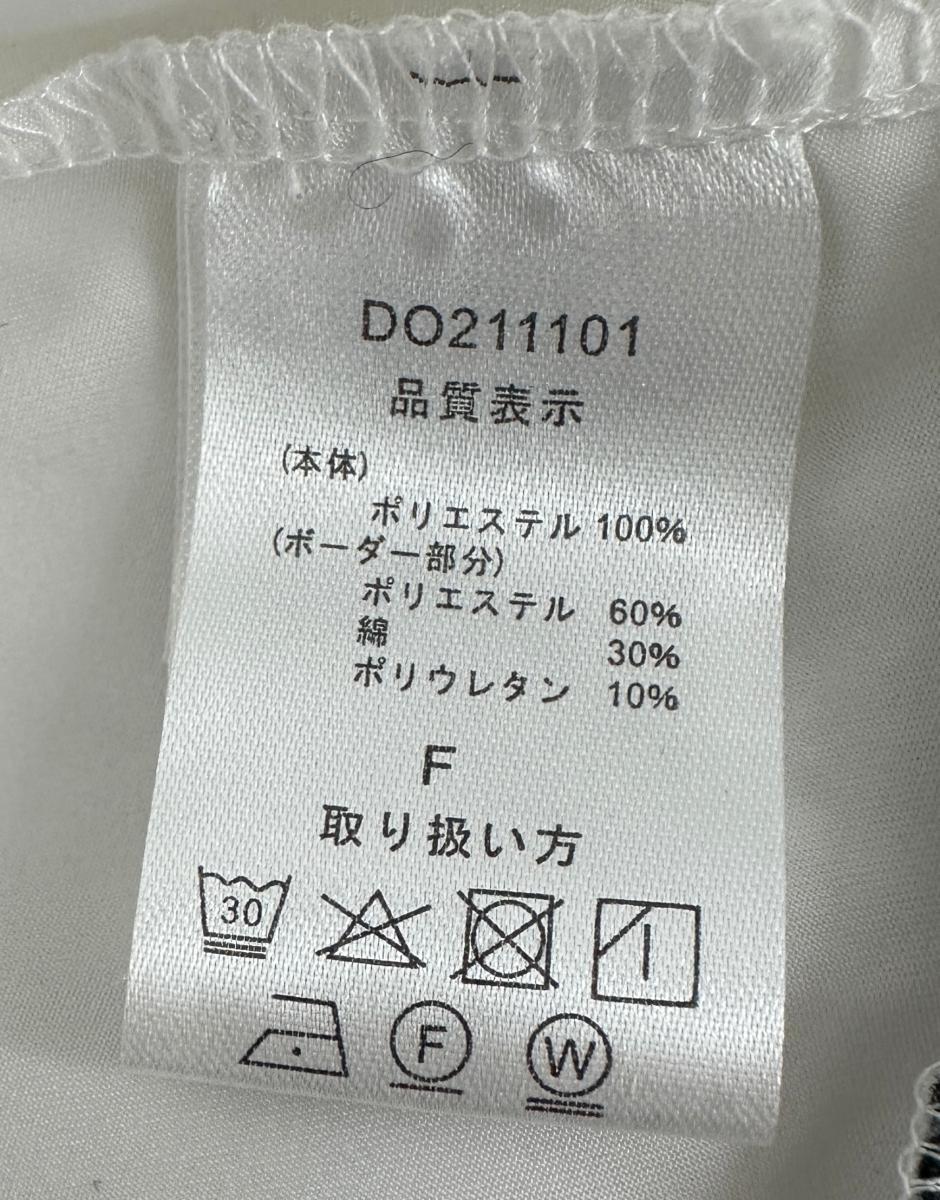 DO211101
品質表示
(本体)
ポリエステル 100%
(ボーダー部分)
ポリエステル 60%
綿 30%
ポリウレタン 10%
F
取り扱い方
30
F
W